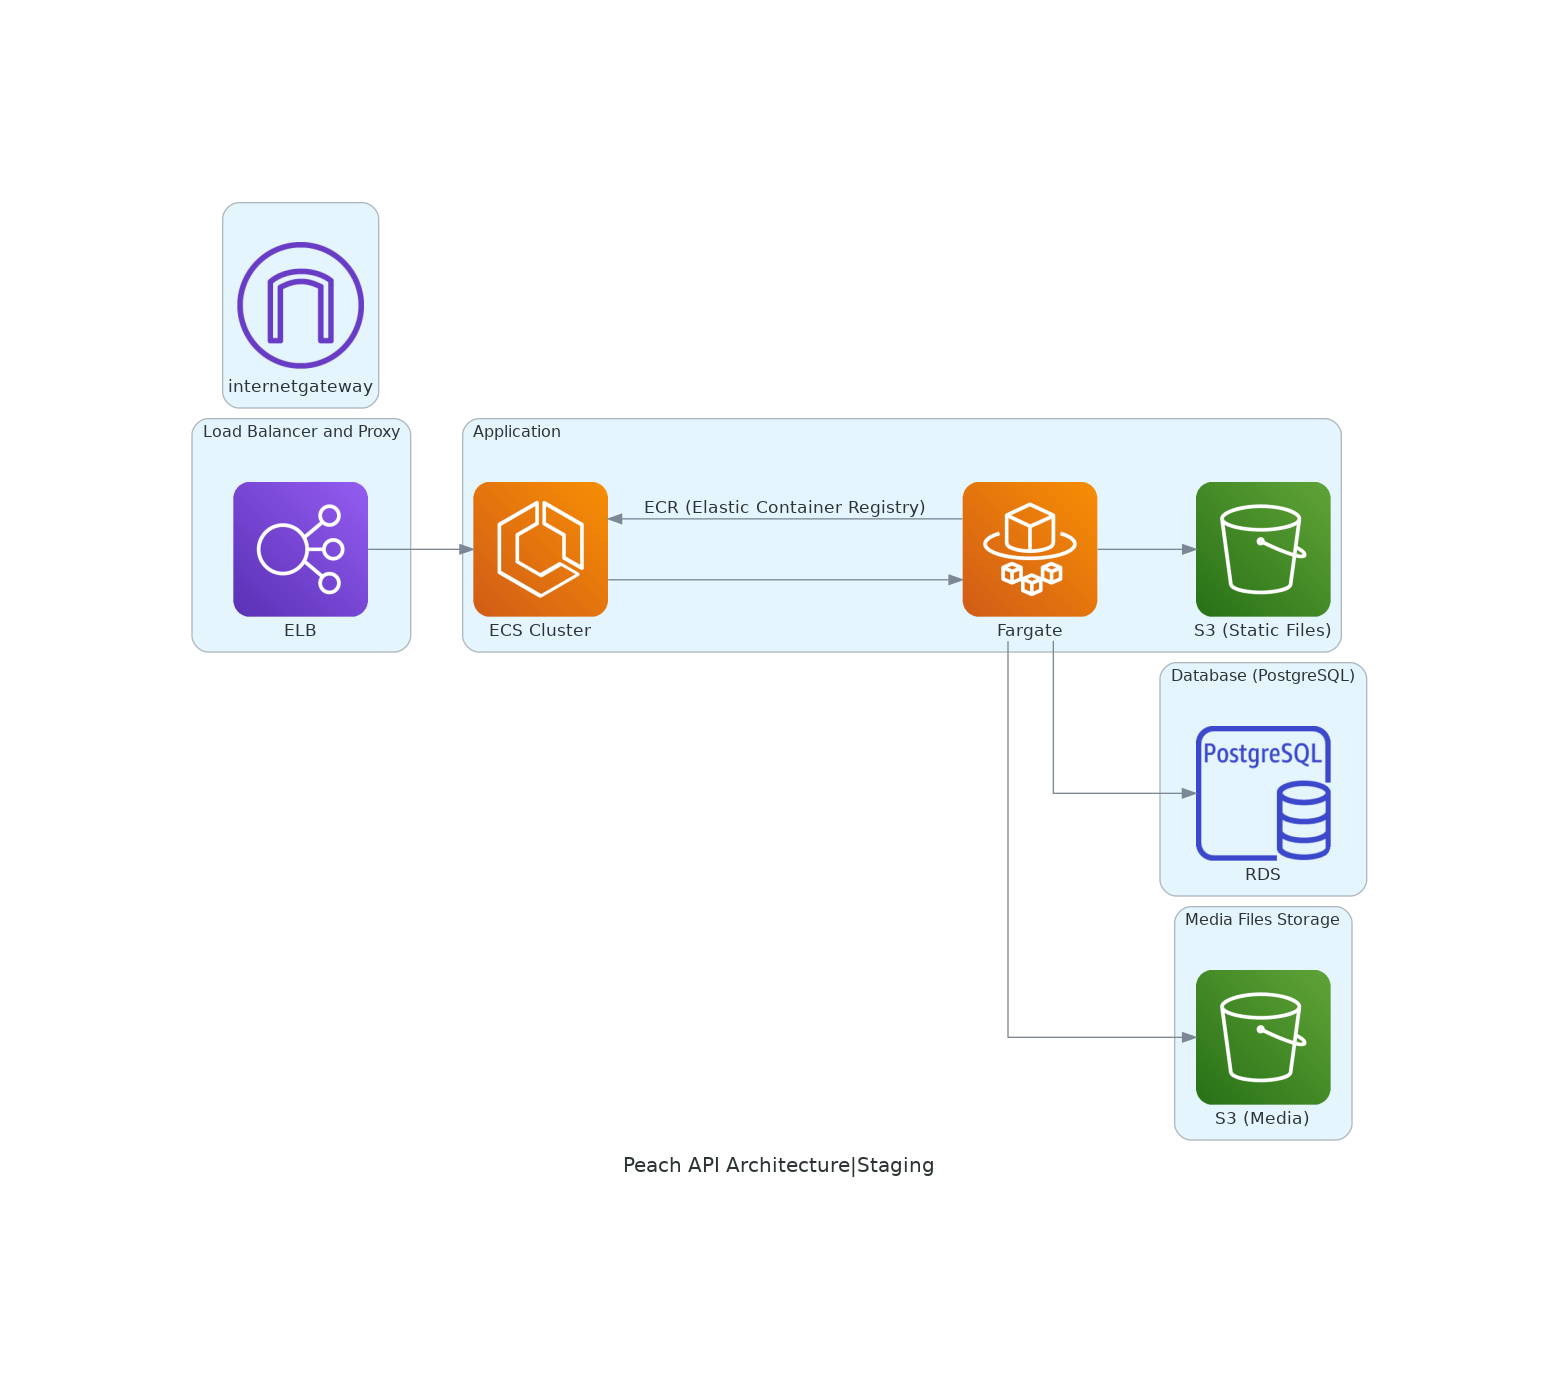 internetgateway
Load Balancer and Proxy
ELB
Application
ECS Cluster
ECR (Elastic Container Registry)
Fargate
S3 (Static Files)
Database (PostgreSQL)
PostgreSQL
RDS
Media Files Storage
S3 (Media)
Peach API Architecture|Staging